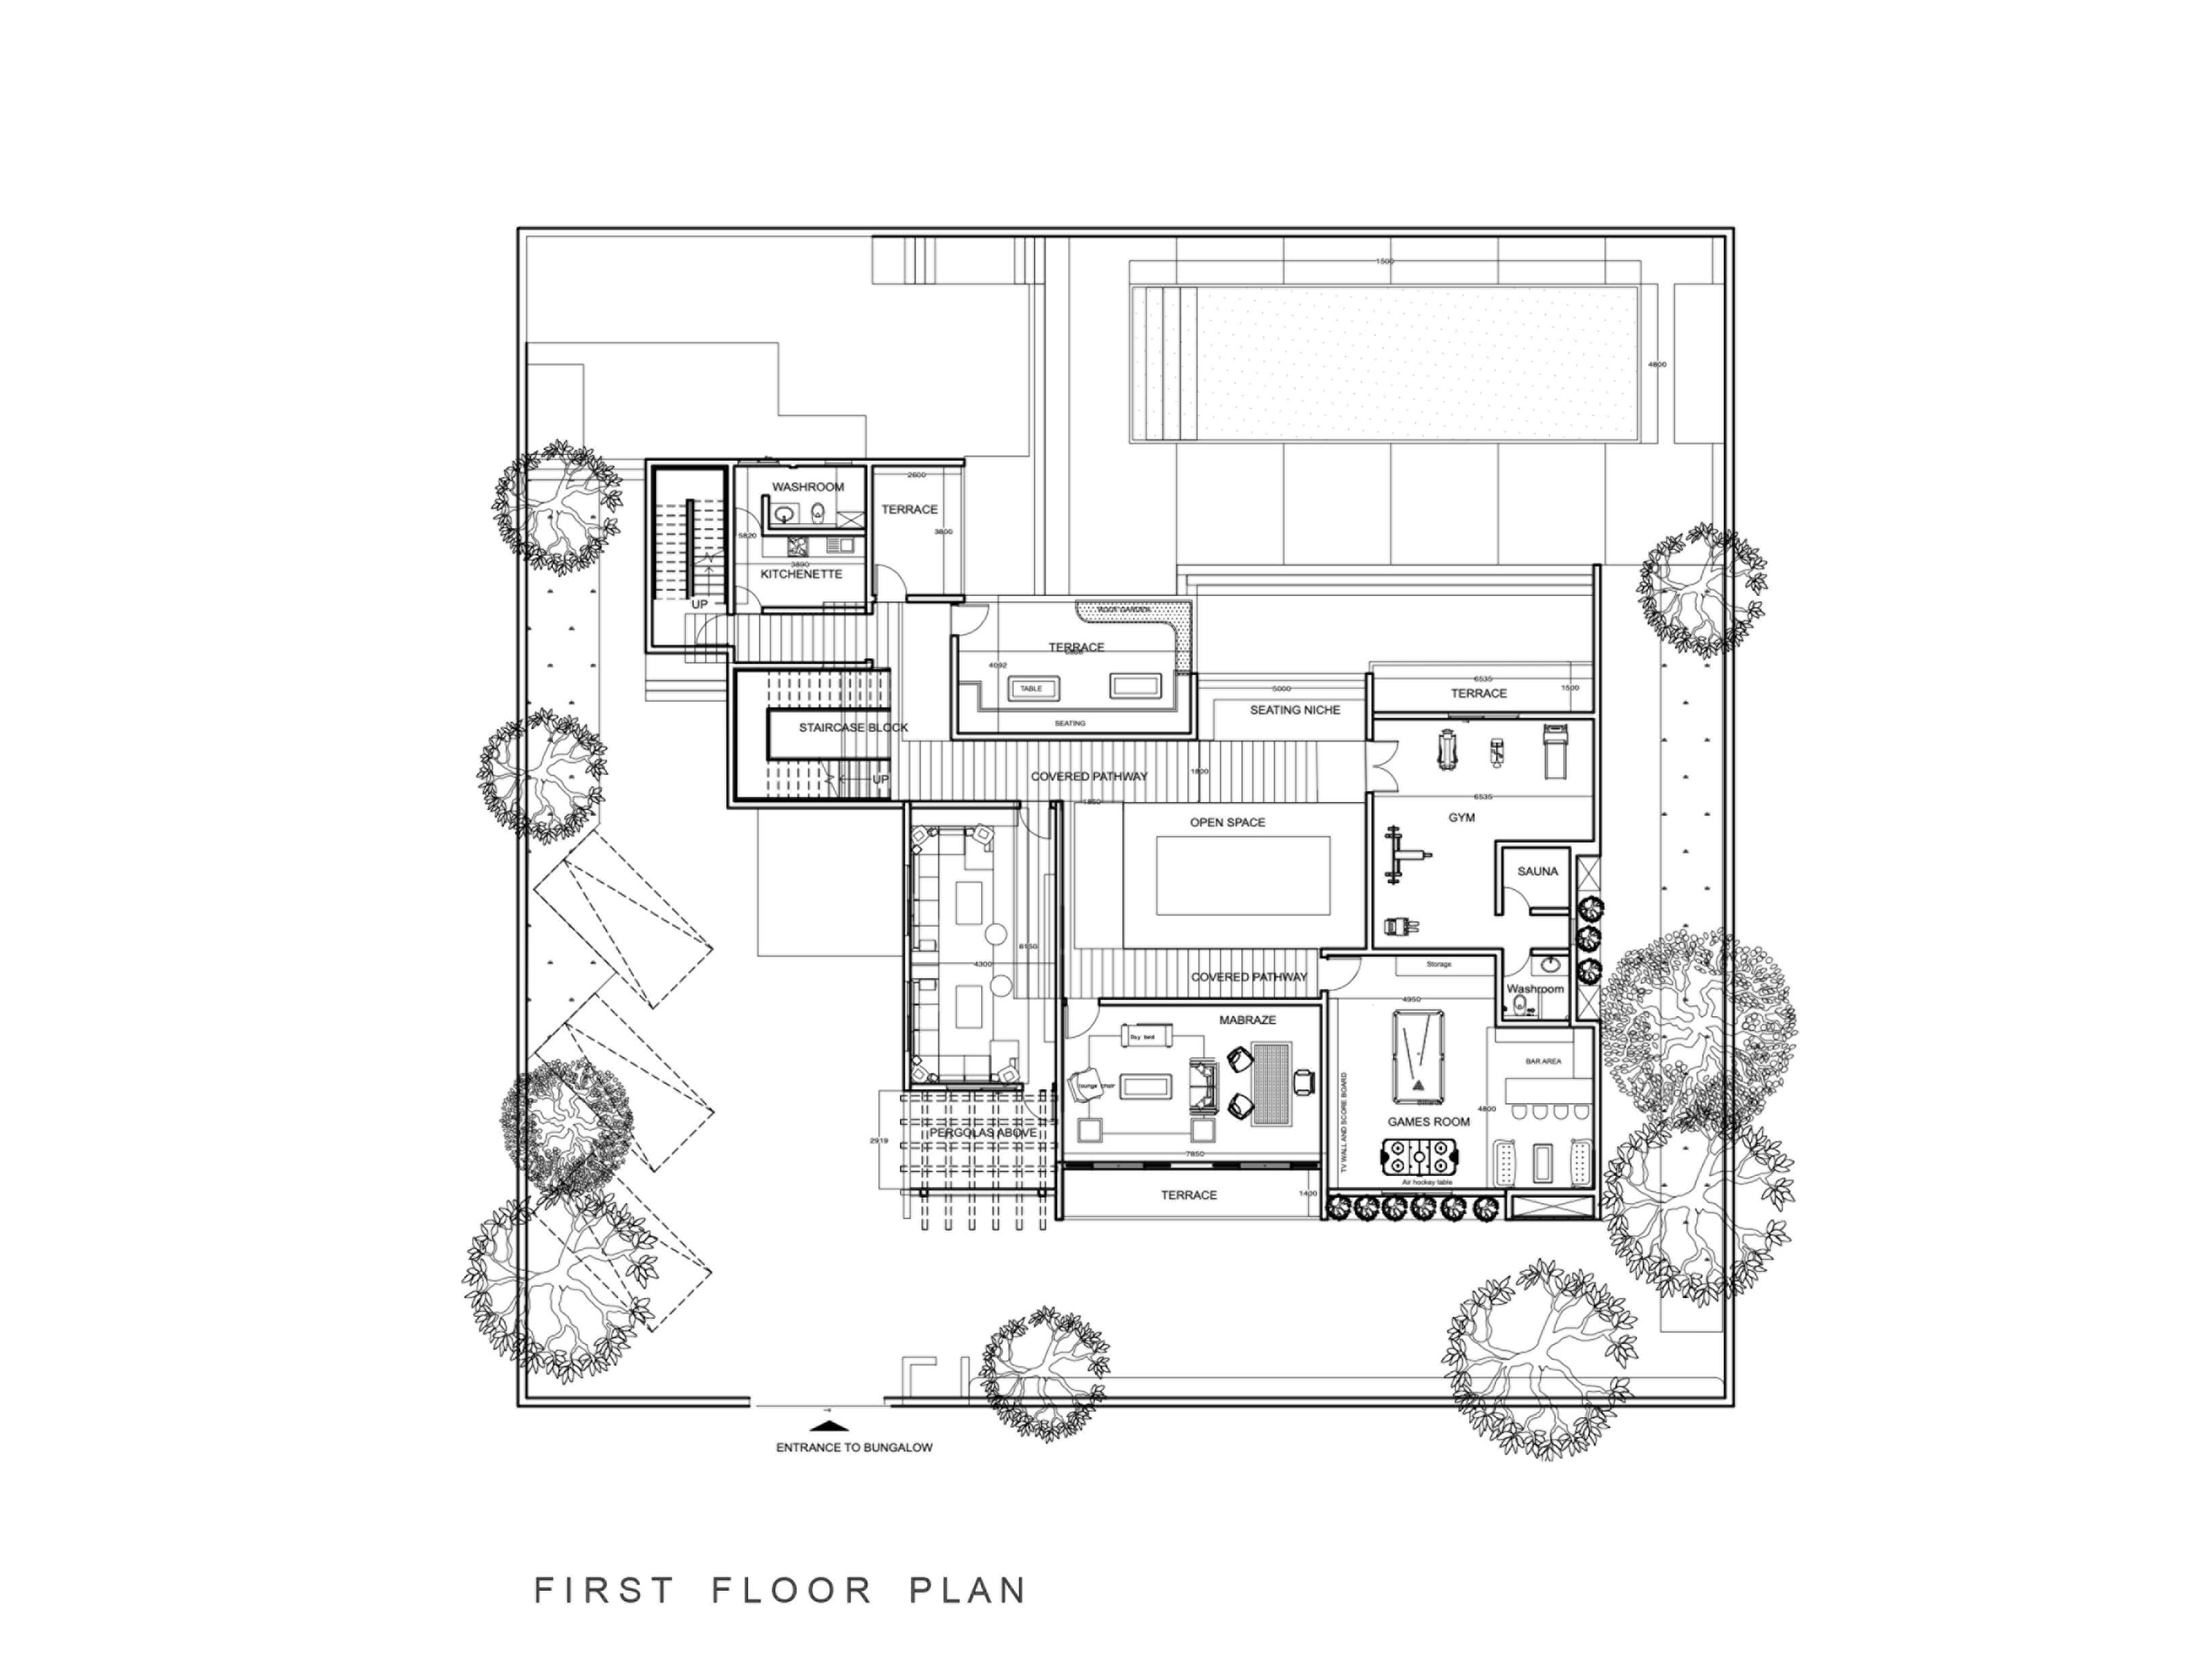 1500
4800
WASHROOM
2600
TERRACE
3800
5820
3890
KITCHENETTE
UP
ROOF GARDEN
TERRACE
4092
TABLE
SEATING
6535
TERRACE
1500
5000
SEATING NICHE
STAIRCASE BLOCK
UP
COVERED PATHWAY
1800
1850
6535
GYM
OPEN SPACE
SAUNA
8150
4300
COVERED PATHWAY
Storage
Washroom
4950
MABRAZE
Day bed
lounge chair
BAR AREA
TV WALL AND SCORE BOARD
Billiards
4800
GAMES ROOM
2919
PERGOLAS ABOVE
7850
Air hockey table
TERRACE
1400
ENTRANCE TO BUNGALOW
FIRST FLOOR PLAN